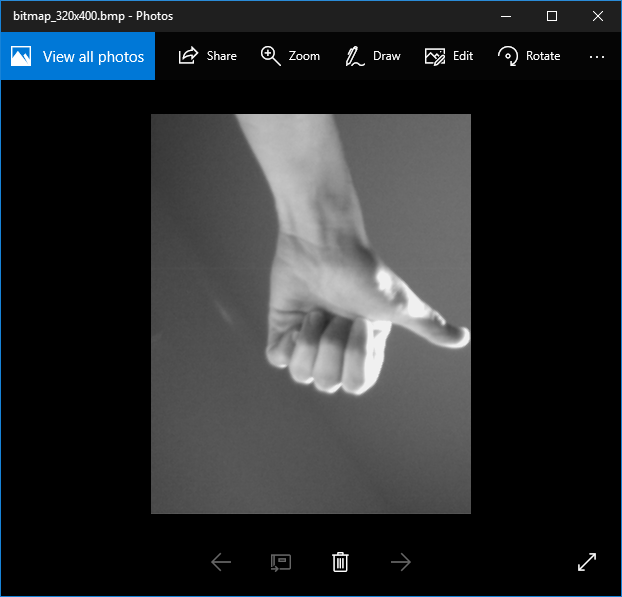 bitmap_320x400.bmp - Photos
View all photos
Share
Zoom
Draw
Edit
Rotate